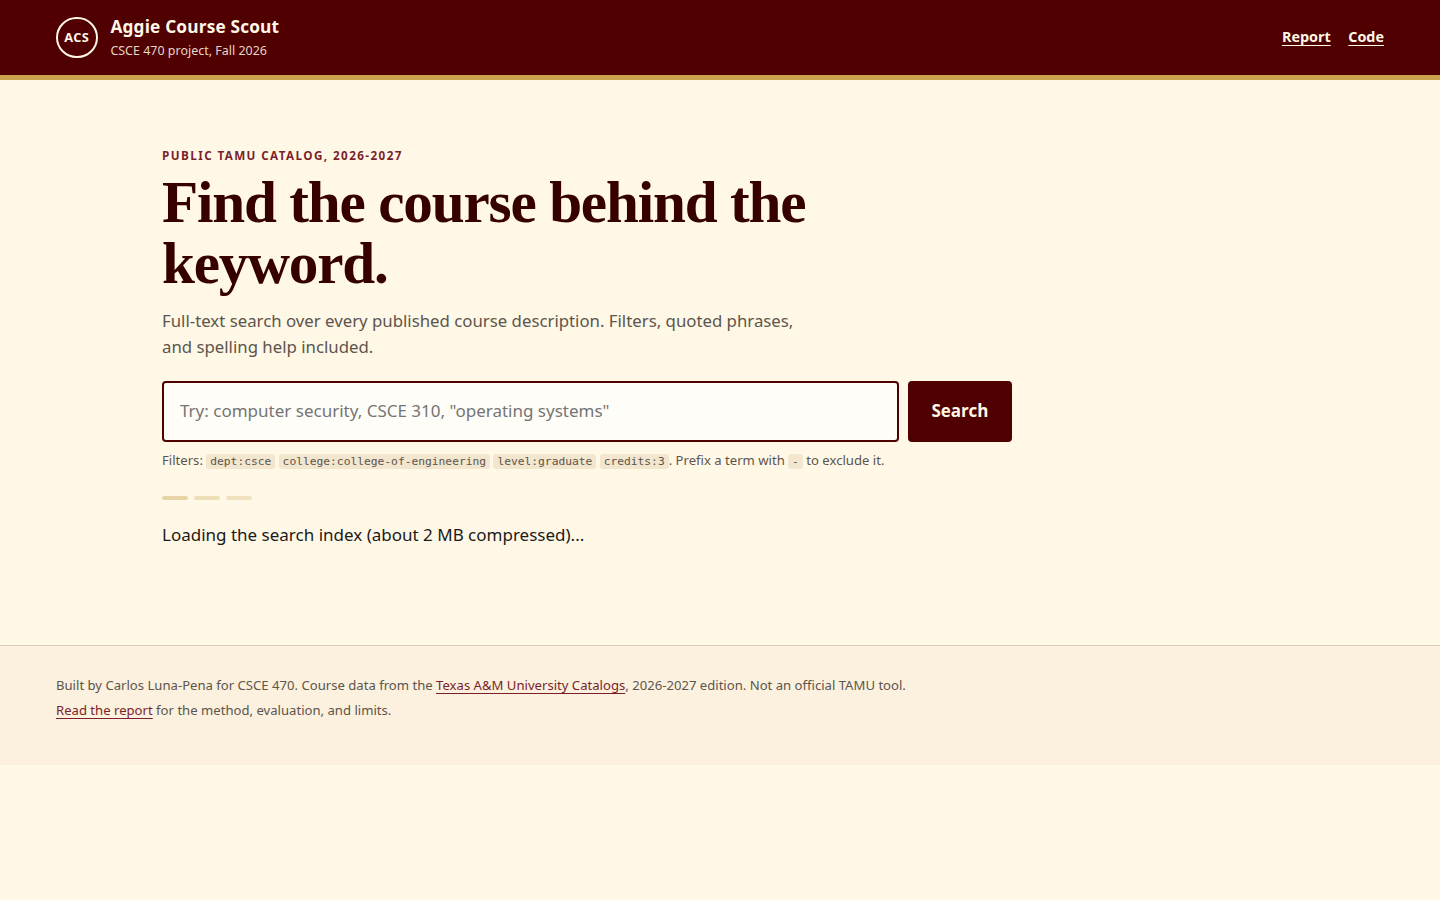 ACS
Aggie Course Scout
CSCE 470 project, Fall 2026
Report Code
PUBLIC TAMU CATALOG, 2026-2027
Find the course behind the
keyword.
Full-text search over every published course description. Filters, quoted phrases,
and spelling help included.
Try: computer security, CSCE 310, "operating systems"
Search
Filters: dept:csce college:college-of-engineering level:graduate credits:3. Prefix a term with - to exclude it.
Loading the search index (about 2 MB compressed)...
Built by Carlos Luna-Pena for CSCE 470. Course data from the Texas A&M University Catalogs, 2026-2027 edition. Not an official TAMU tool.
Read the report for the method, evaluation, and limits.